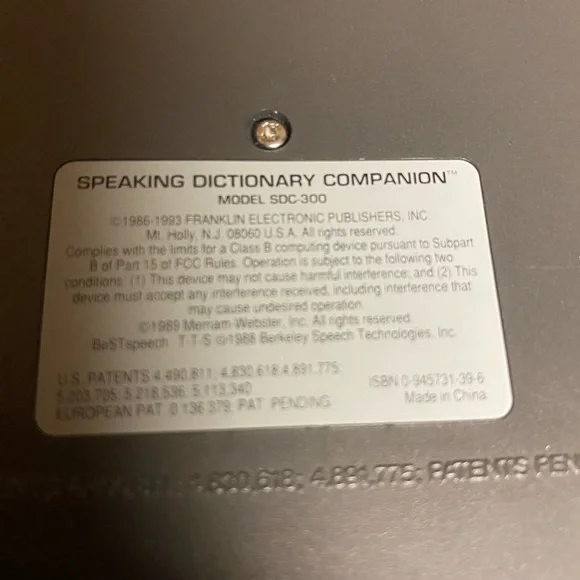 SPEAKING DICTIONARY COMPANION™
MODEL SDC-300
©1986-1993 FRANKLIN ELECTRONIC PUBLISHERS, INC.
Mt. Holly, N.J. 08060 U.S.A. All rights reserved.
Complies with the limits for a Class B computing device pursuant to Subpart
B of Part 15 of FCC Rules. Operation is subject to the following two
conditions: (1) This device may not cause harmful interference; and (2) This
device must accept any interference received, including interference that
may cause undesired operation.
©1989 Merriam-Webster, Inc. All rights reserved.
BeSTspeech T-T-S ©1988 Berkeley Speech Technologies, Inc.
U.S. PATENTS 4,490,811; 4,830,618; 4,891,775;
5,203,705; 5,218,536; 5,113,340
EUROPEAN PAT. 0 136 379; PAT. PENDING
ISBN 0-945731-39-6
Made in China
4,830,618; 4,891,775; PATENTS PEN